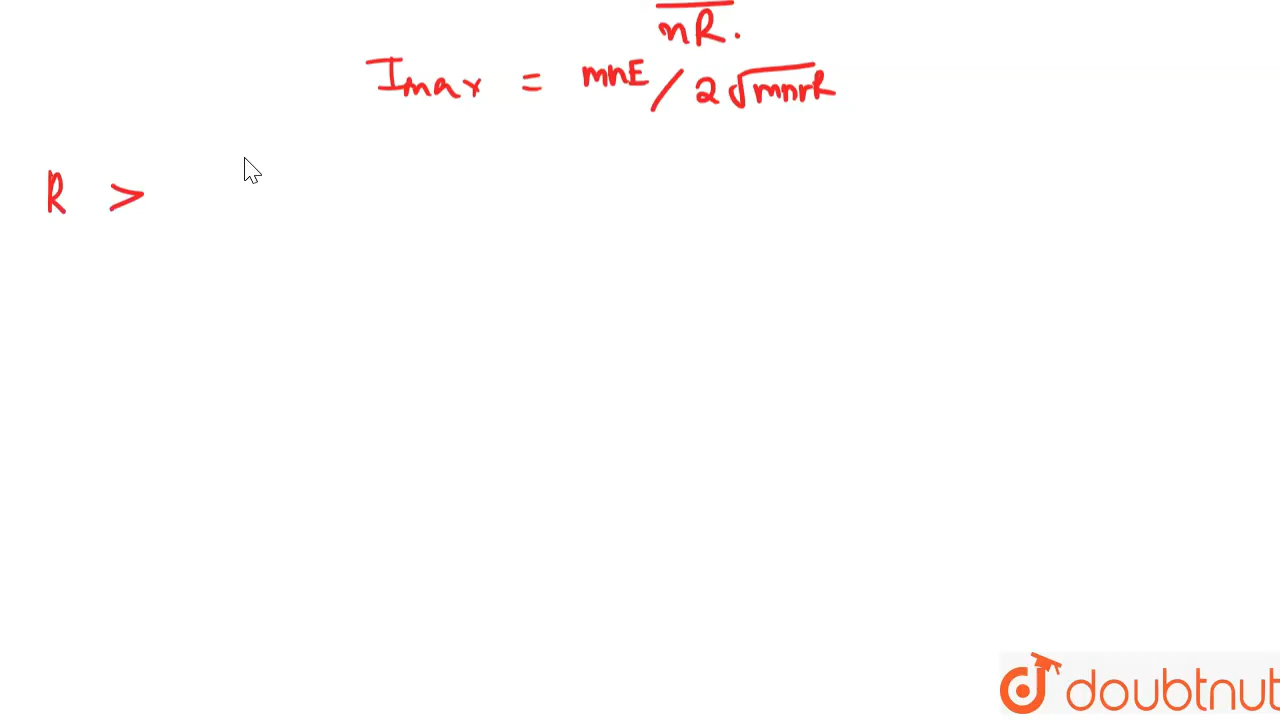 nR.
Imax = mnE / 2 √mnrR
R >
doubtnut